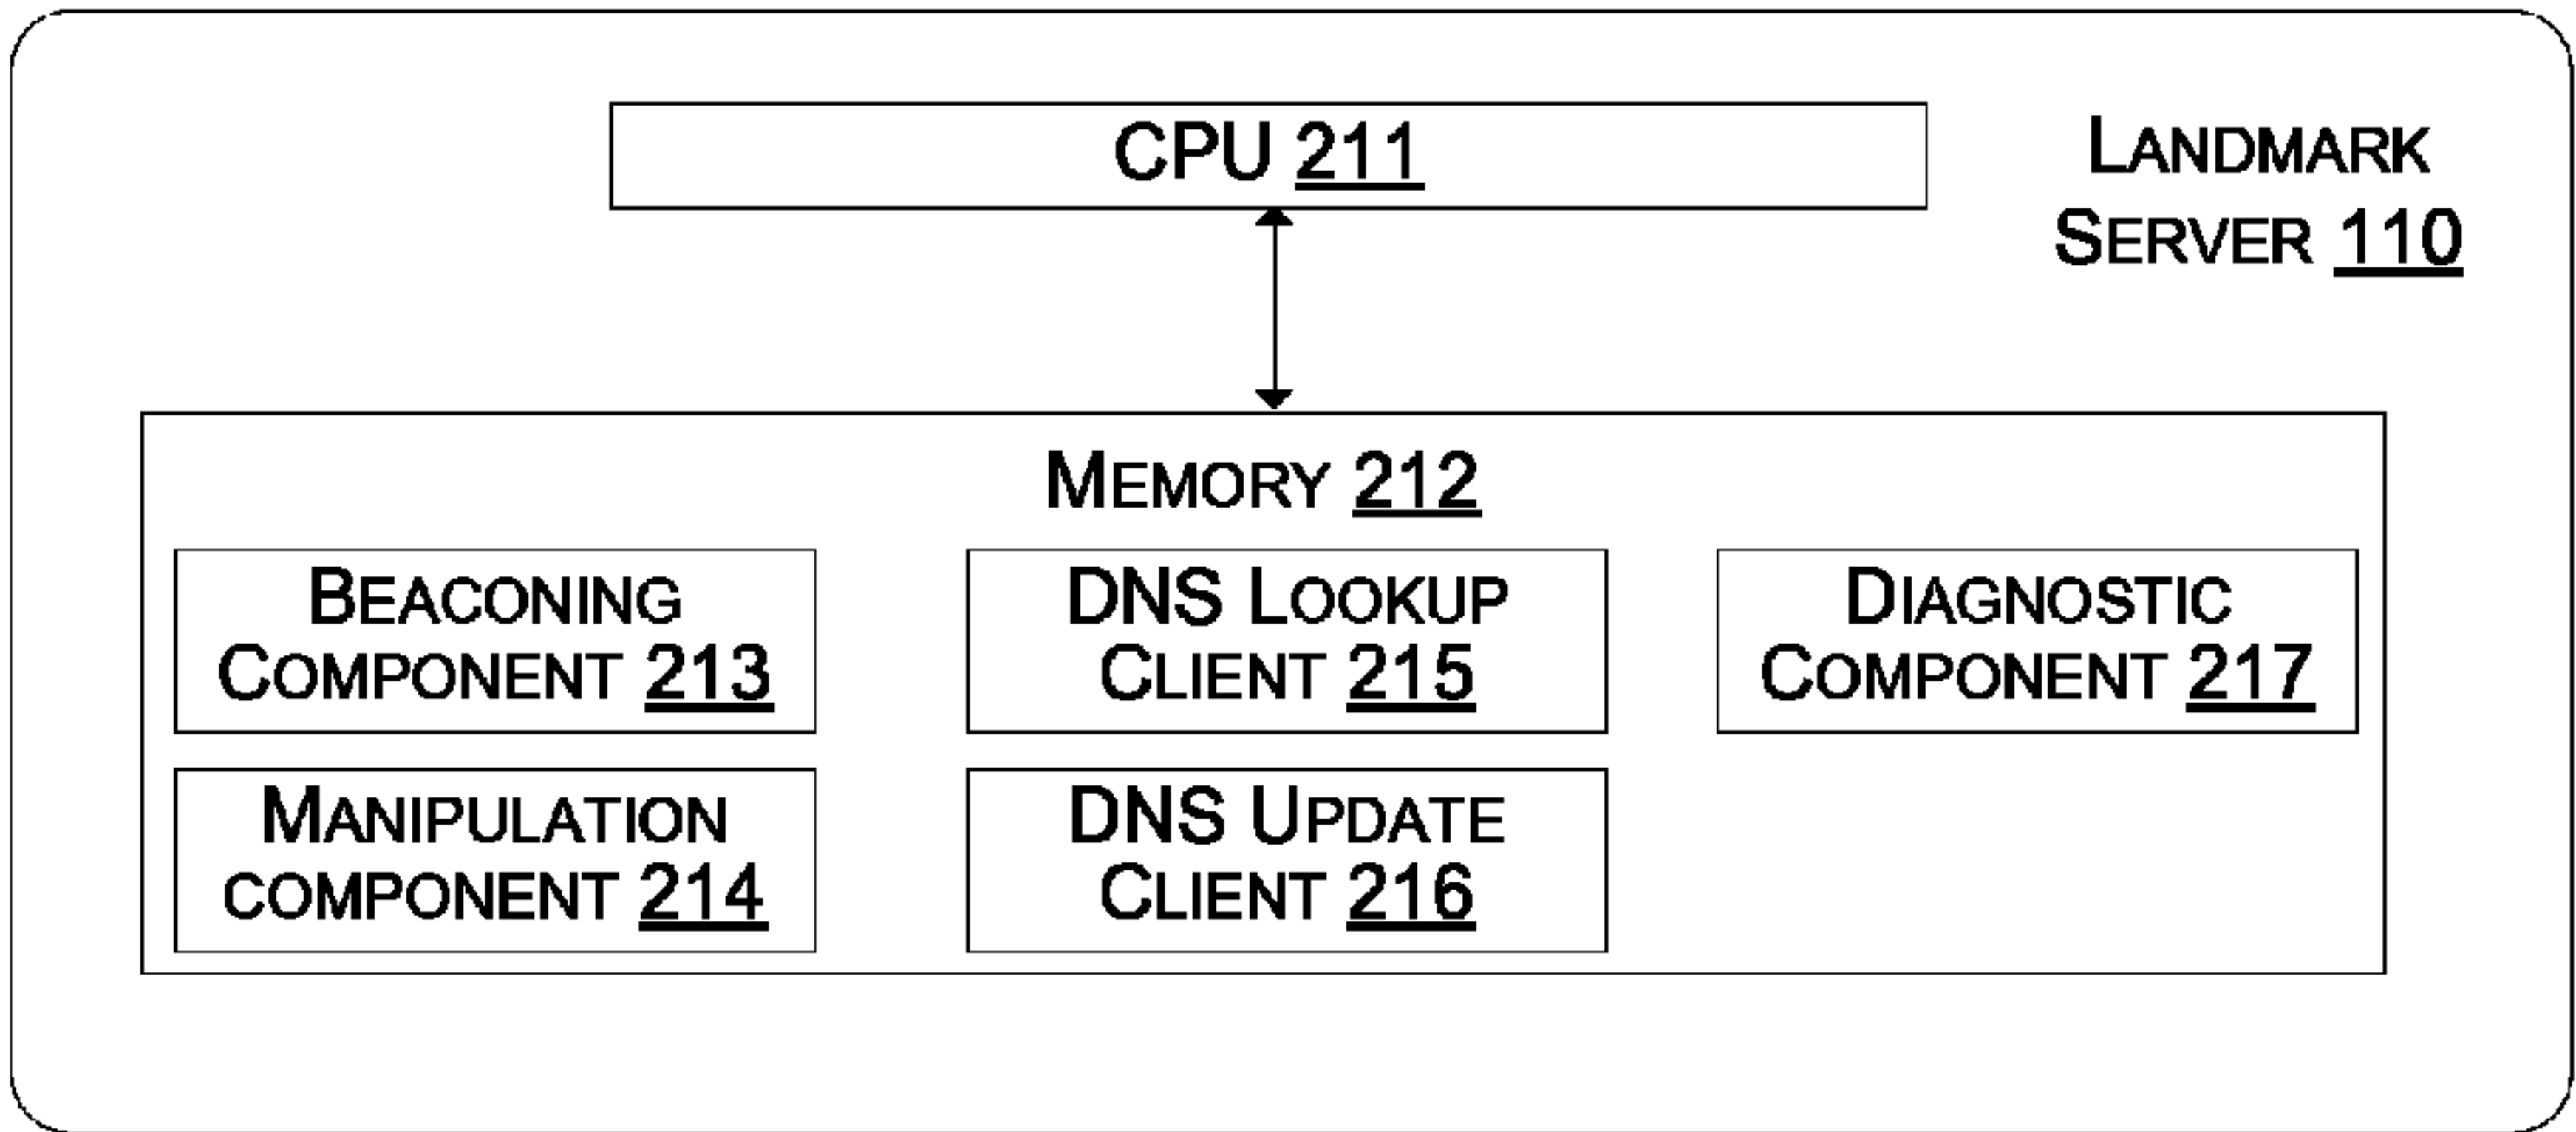 CPU 211
LANDMARK
SERVER 110
MEMORY 212
BEACONING
COMPONENT 213
DNS LOOKUP
CLIENT 215
DIAGNOSTIC
COMPONENT 217
MANIPULATION
COMPONENT 214
DNS UPDATE
CLIENT 216